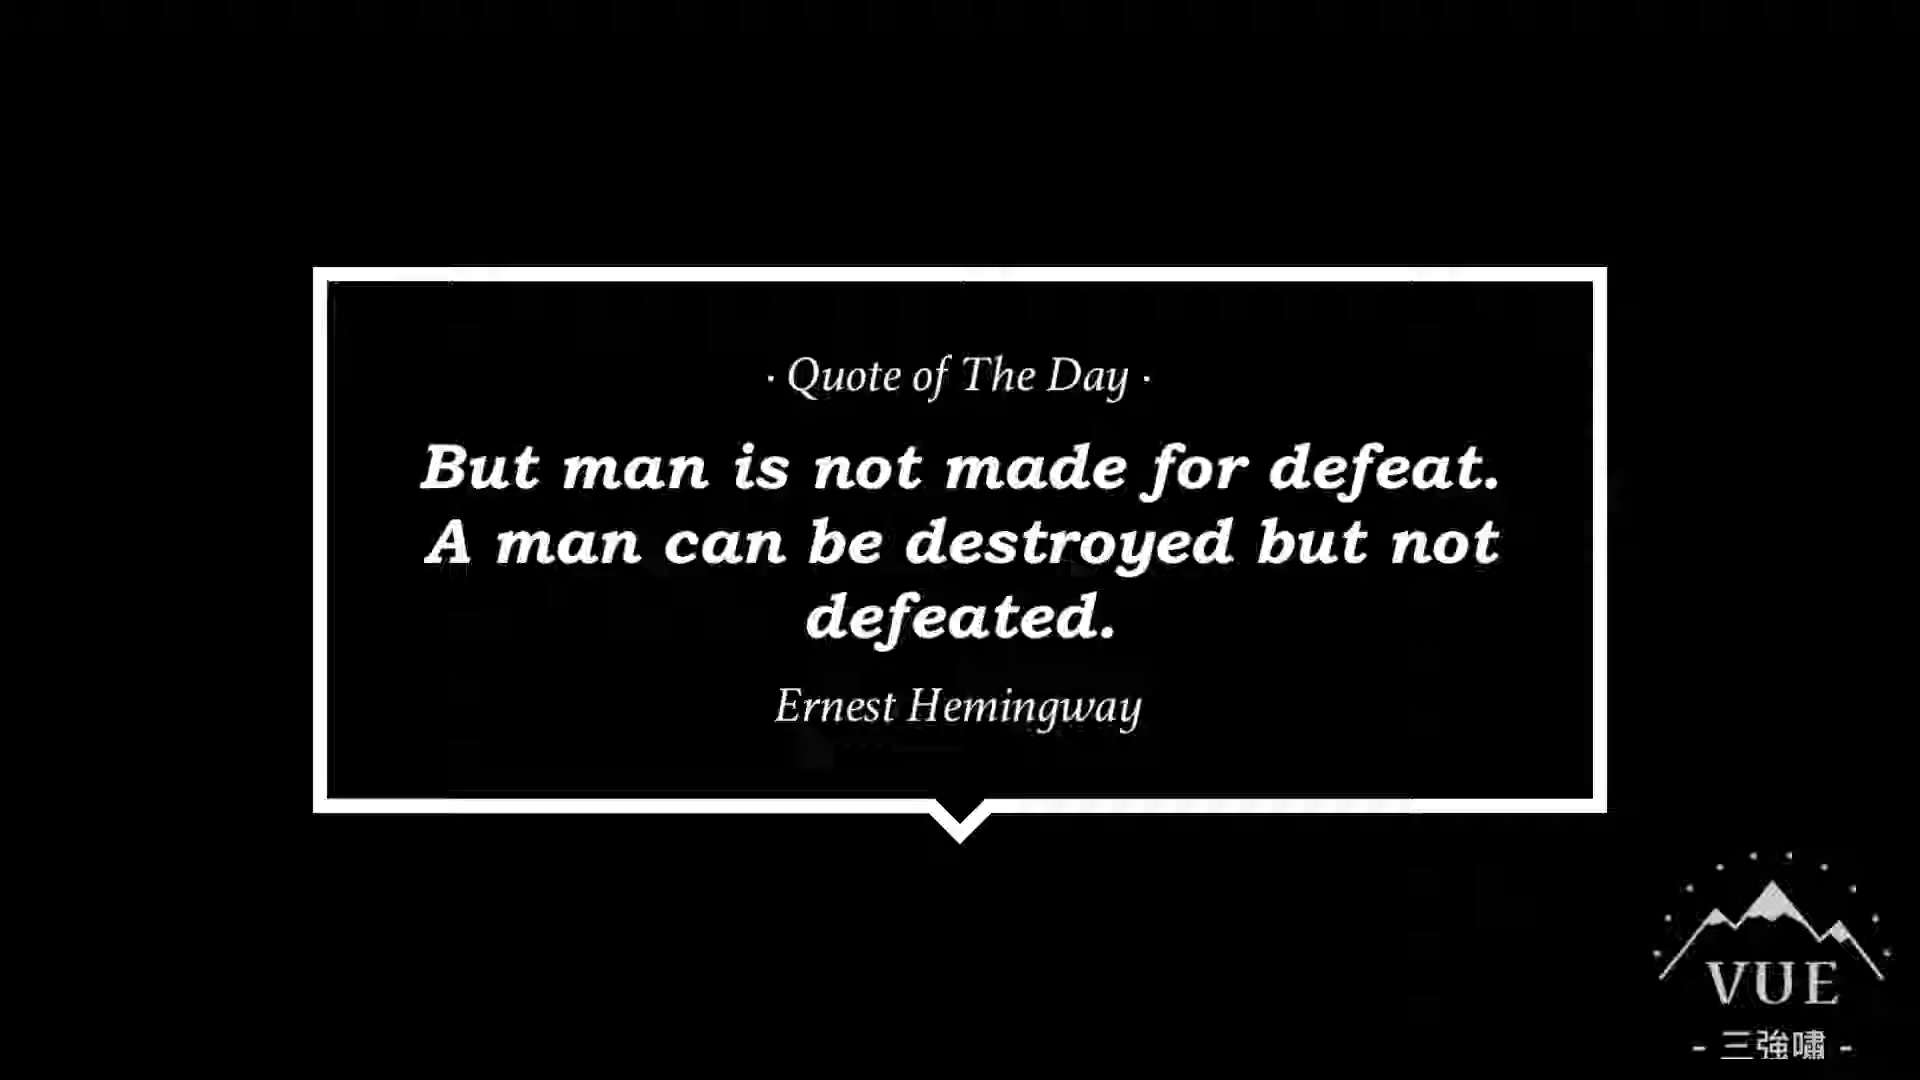 · Quote of The Day ·
But man is not made for defeat.
A man can be destroyed but not
defeated.
Ernest Hemingway
VUE
- 三強嘯 -